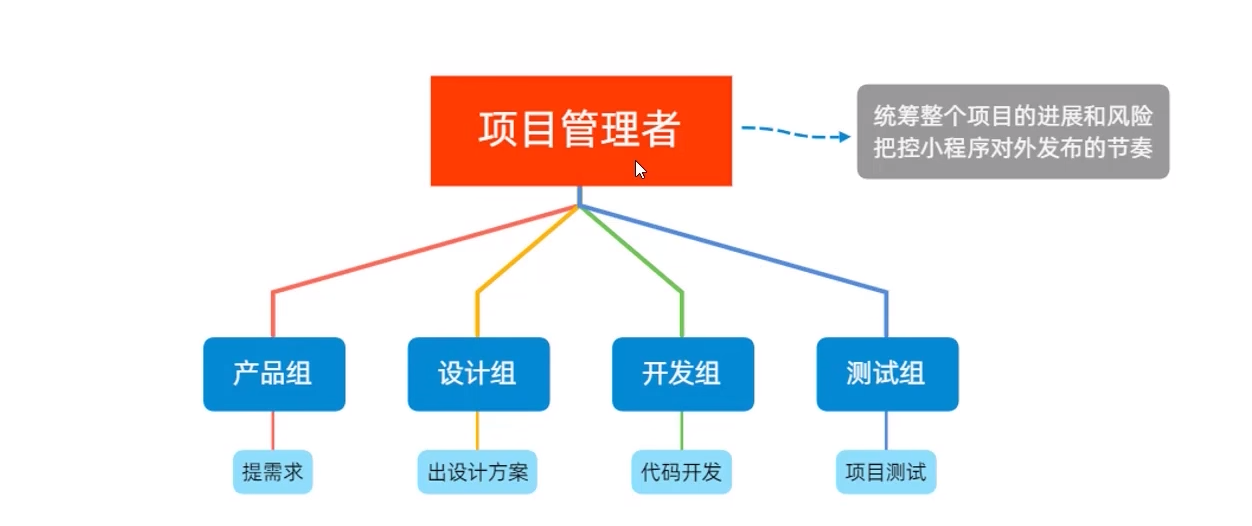 项目管理者
统筹整个项目的进展和风险
把控小程序对外发布的节奏
产品组
设计组
开发组
测试组
提需求
出设计方案
代码开发
项目测试